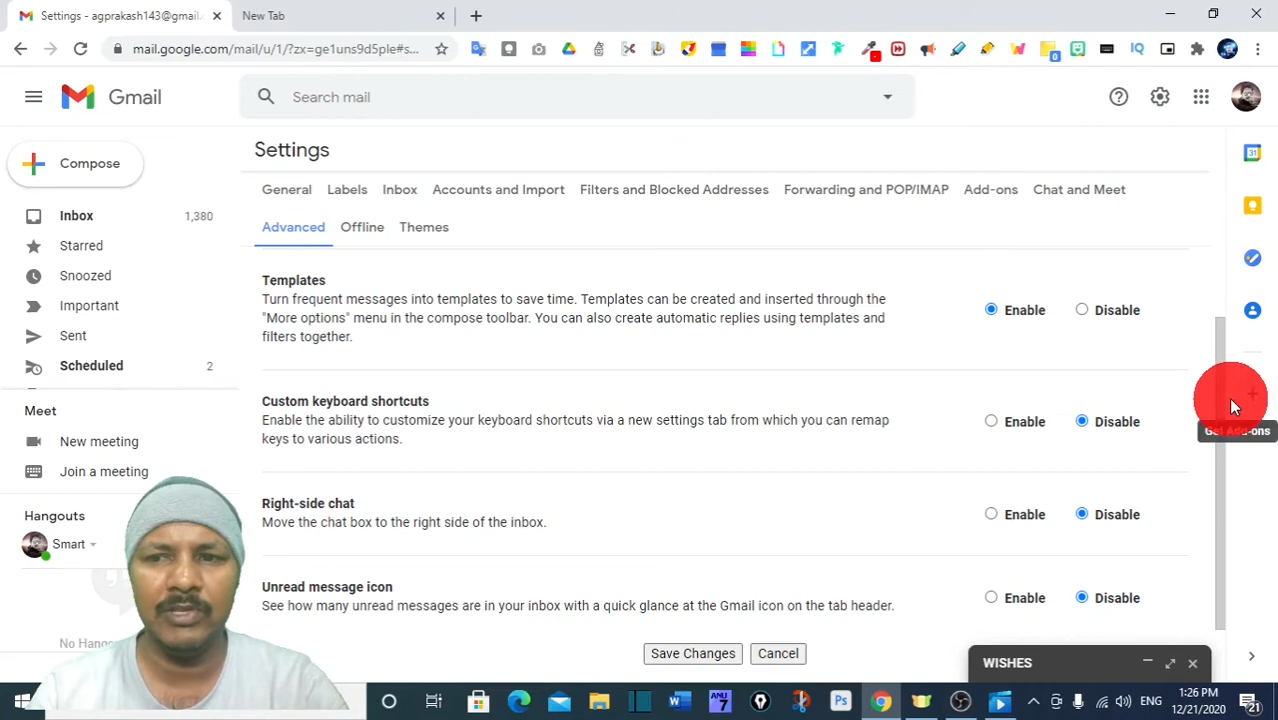 Settings - agprakash143@gmail.
New Tab
mail.google.com/mail/u/1/?zx=ge1uns9d5ple#s...
Gmail
Search mail
Compose
Settings
General Labels Inbox Accounts and Import Filters and Blocked Addresses Forwarding and POP/IMAP Add-ons Chat and Meet
Advanced Offline Themes
Inbox 1,380
Starred
Snoozed
Important
Sent
Scheduled 2
Meet
New meeting
Join a meeting
Hangouts
Smart
No Hang
Templates
Turn frequent messages into templates to save time. Templates can be created and inserted through the
"More options" menu in the compose toolbar. You can also create automatic replies using templates and
filters together.
Enable Disable
Custom keyboard shortcuts
Enable the ability to customize your keyboard shortcuts via a new settings tab from which you can remap
keys to various actions.
Enable Disable
Right-side chat
Move the chat box to the right side of the inbox.
Enable Disable
Unread message icon
See how many unread messages are in your inbox with a quick glance at the Gmail icon on the tab header.
Enable Disable
Save Changes Cancel
Get Add-ons
WISHES
ENG
1:26 PM
12/21/2020
21